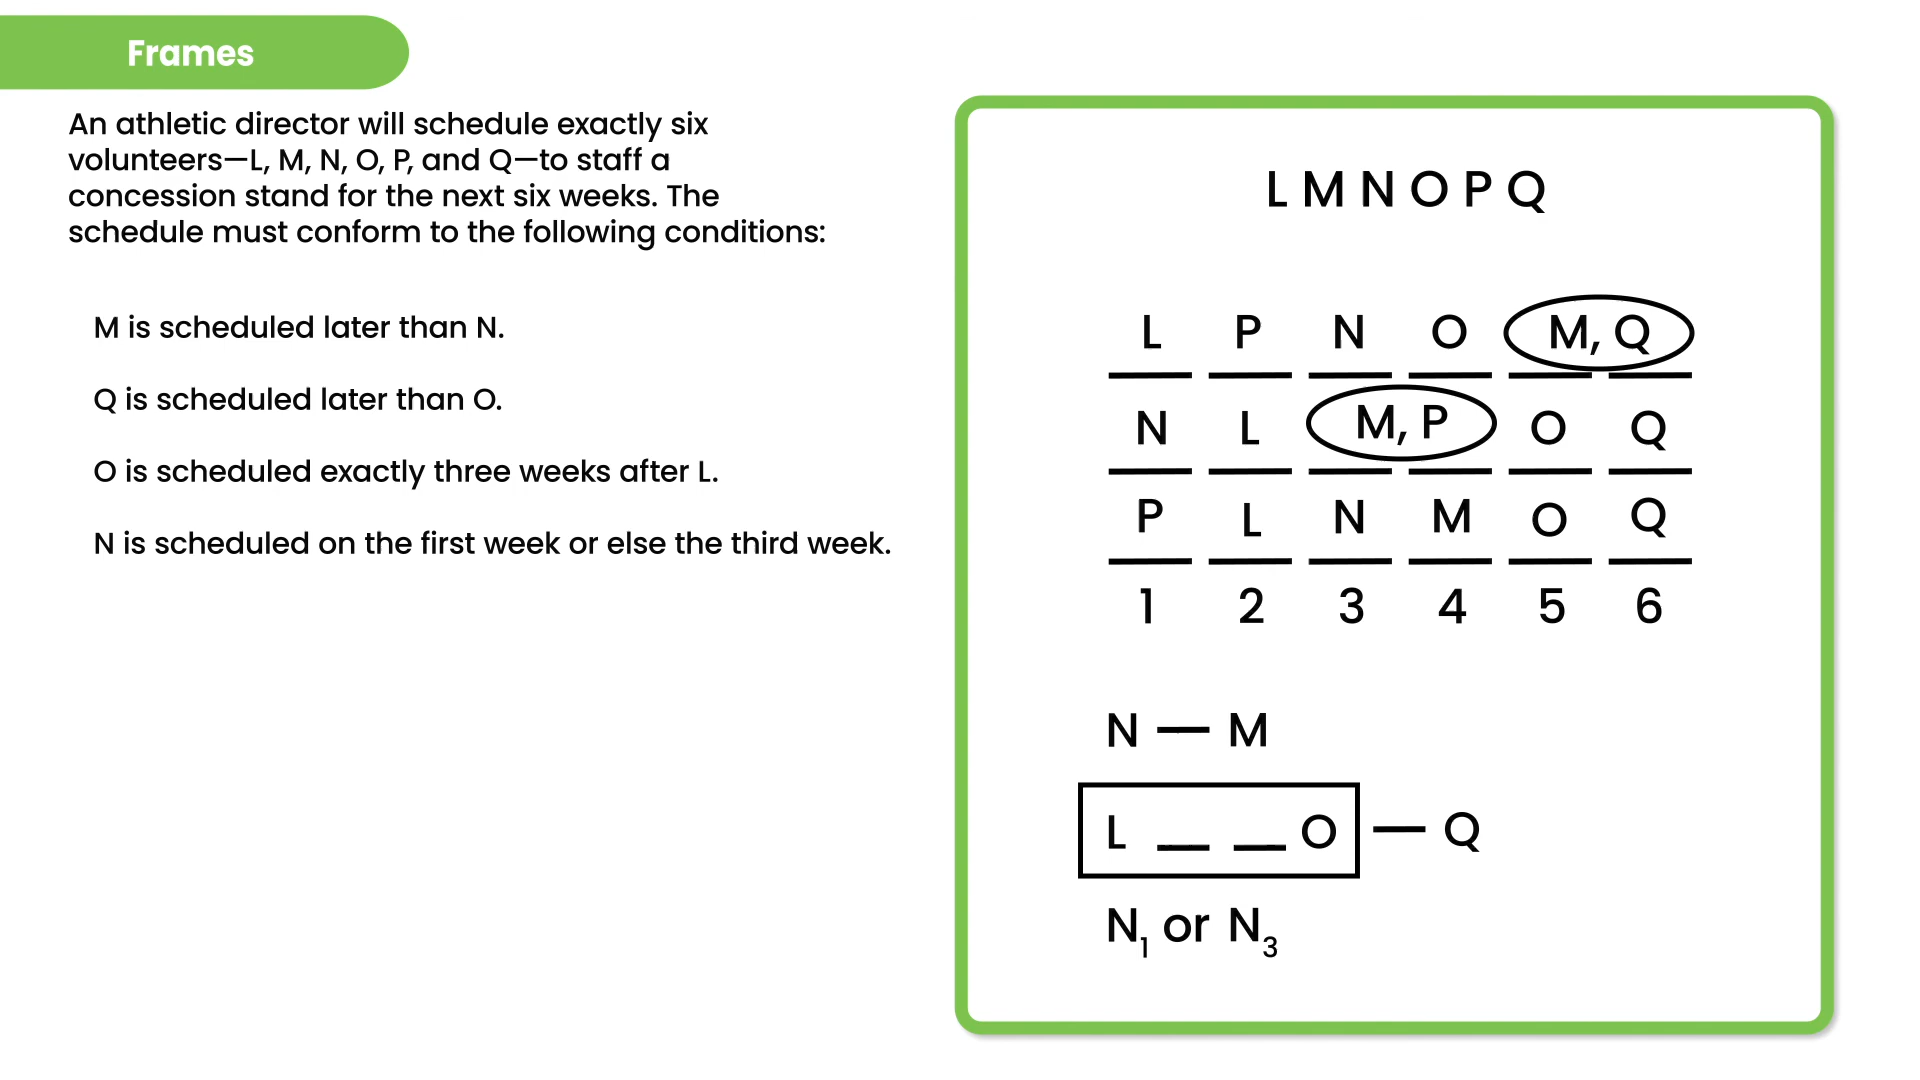 Frames
An athletic director will schedule exactly six
volunteers—L, M, N, O, P, and Q—to staff a
concession stand for the next six weeks. The
schedule must conform to the following conditions:
M is scheduled later than N.
Q is scheduled later than O.
O is scheduled exactly three weeks after L.
N is scheduled on the first week or else the third week.
L M N O P Q
L P N O M, Q
N L M, P O Q
P L N M O Q
1 2 3 4 5 6
N — M
L __ __ O — Q
N1 or N3